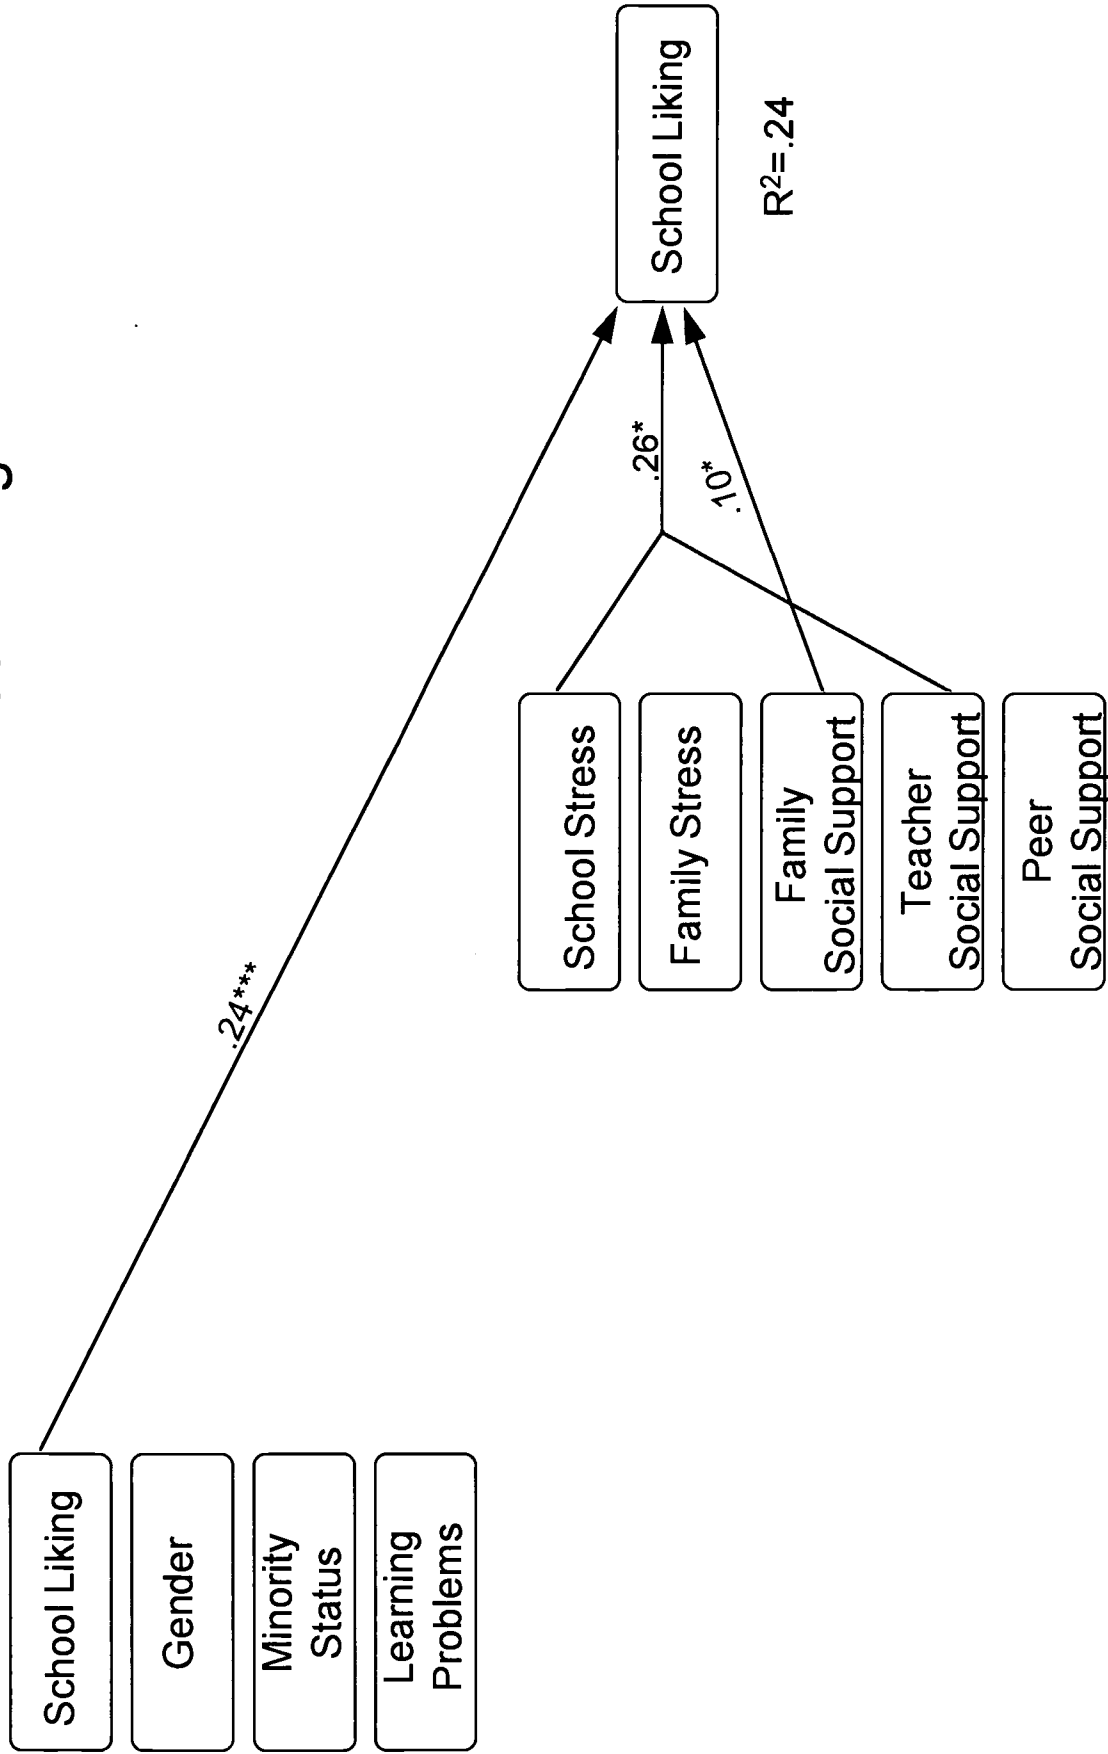 School Liking
Gender
Minority
Status
Learning
Problems
.24***
School Stress
Family Stress
Family
Social Support
Teacher
Social Support
Peer
Social Support
.26*
.10*
School Liking
R²=.24